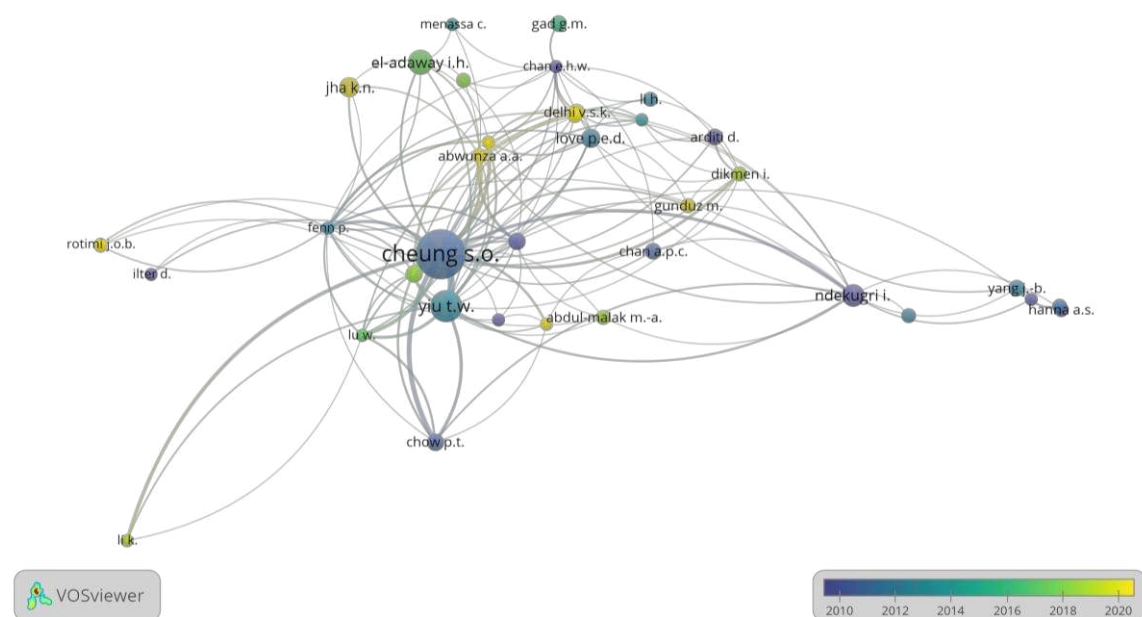 menassa c.
gad g.m.
el-adaway i.h.
chan e.h.w.
jha k.n.
li h.
delhi v.s.k.
love p.e.d.
arditi d.
abwunza a.a.
dikmen i.
gunduz m.
fenn p.
rotimi j.o.b.
cheung s.o.
chan a.p.c.
ilter d.
yang j.-b.
ndekugri i.
hanna a.s.
yiu t.w.
abdul-malak m.-a.
lu w.
chow p.t.
li k.
VOSviewer
2010 2012 2014 2016 2018 2020